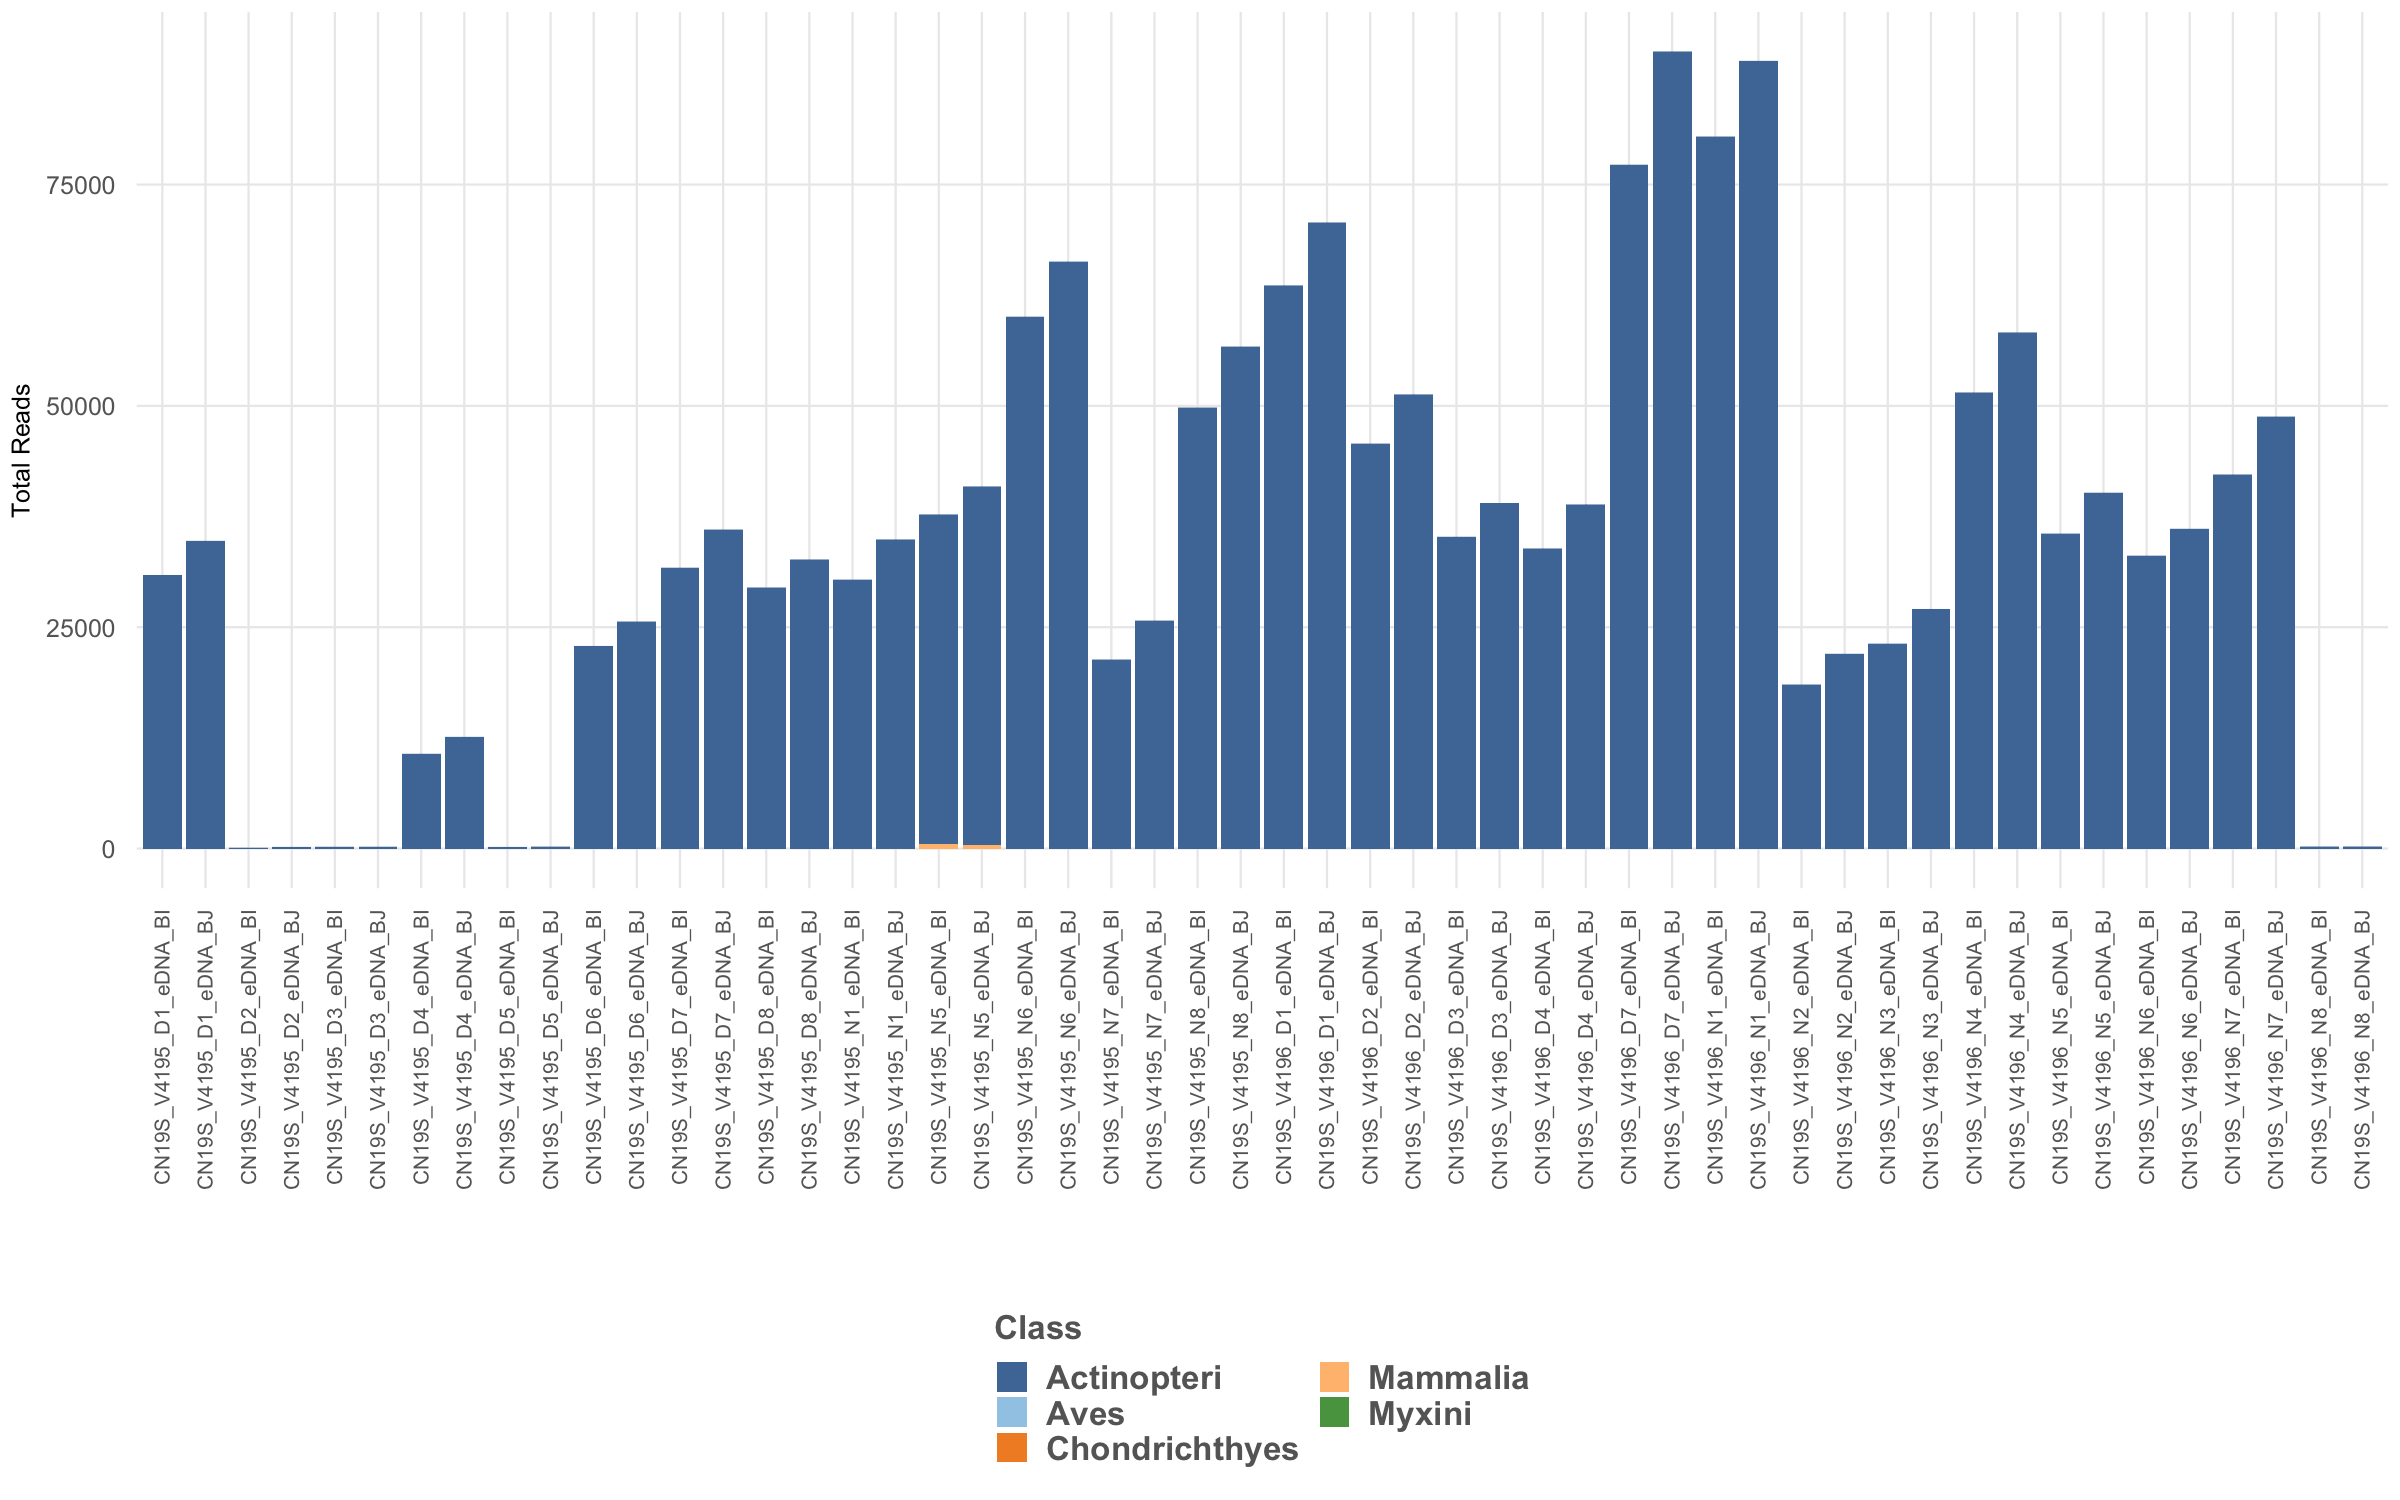 Total Reads
75000
50000
25000
0
CN19S_V4195_D1_eDNA_BI
CN19S_V4195_D1_eDNA_BJ
CN19S_V4195_D2_eDNA_BI
CN19S_V4195_D2_eDNA_BJ
CN19S_V4195_D3_eDNA_BI
CN19S_V4195_D3_eDNA_BJ
CN19S_V4195_D4_eDNA_BI
CN19S_V4195_D4_eDNA_BJ
CN19S_V4195_D5_eDNA_BI
CN19S_V4195_D5_eDNA_BJ
CN19S_V4195_D6_eDNA_BI
CN19S_V4195_D6_eDNA_BJ
CN19S_V4195_D7_eDNA_BI
CN19S_V4195_D7_eDNA_BJ
CN19S_V4195_D8_eDNA_BI
CN19S_V4195_D8_eDNA_BJ
CN19S_V4195_N1_eDNA_BI
CN19S_V4195_N1_eDNA_BJ
CN19S_V4195_N5_eDNA_BI
CN19S_V4195_N5_eDNA_BJ
CN19S_V4195_N6_eDNA_BI
CN19S_V4195_N6_eDNA_BJ
CN19S_V4195_N7_eDNA_BI
CN19S_V4195_N7_eDNA_BJ
CN19S_V4195_N8_eDNA_BI
CN19S_V4195_N8_eDNA_BJ
CN19S_V4196_D1_eDNA_BI
CN19S_V4196_D1_eDNA_BJ
CN19S_V4196_D2_eDNA_BI
CN19S_V4196_D2_eDNA_BJ
CN19S_V4196_D3_eDNA_BI
CN19S_V4196_D3_eDNA_BJ
CN19S_V4196_D4_eDNA_BI
CN19S_V4196_D4_eDNA_BJ
CN19S_V4196_D7_eDNA_BI
CN19S_V4196_D7_eDNA_BJ
CN19S_V4196_N1_eDNA_BI
CN19S_V4196_N1_eDNA_BJ
CN19S_V4196_N2_eDNA_BI
CN19S_V4196_N2_eDNA_BJ
CN19S_V4196_N3_eDNA_BI
CN19S_V4196_N3_eDNA_BJ
CN19S_V4196_N4_eDNA_BI
CN19S_V4196_N4_eDNA_BJ
CN19S_V4196_N5_eDNA_BI
CN19S_V4196_N5_eDNA_BJ
CN19S_V4196_N6_eDNA_BI
CN19S_V4196_N6_eDNA_BJ
CN19S_V4196_N7_eDNA_BI
CN19S_V4196_N7_eDNA_BJ
CN19S_V4196_N8_eDNA_BI
CN19S_V4196_N8_eDNA_BJ
Class
Actinopteri
Aves
Chondrichthyes
Mammalia
Myxini